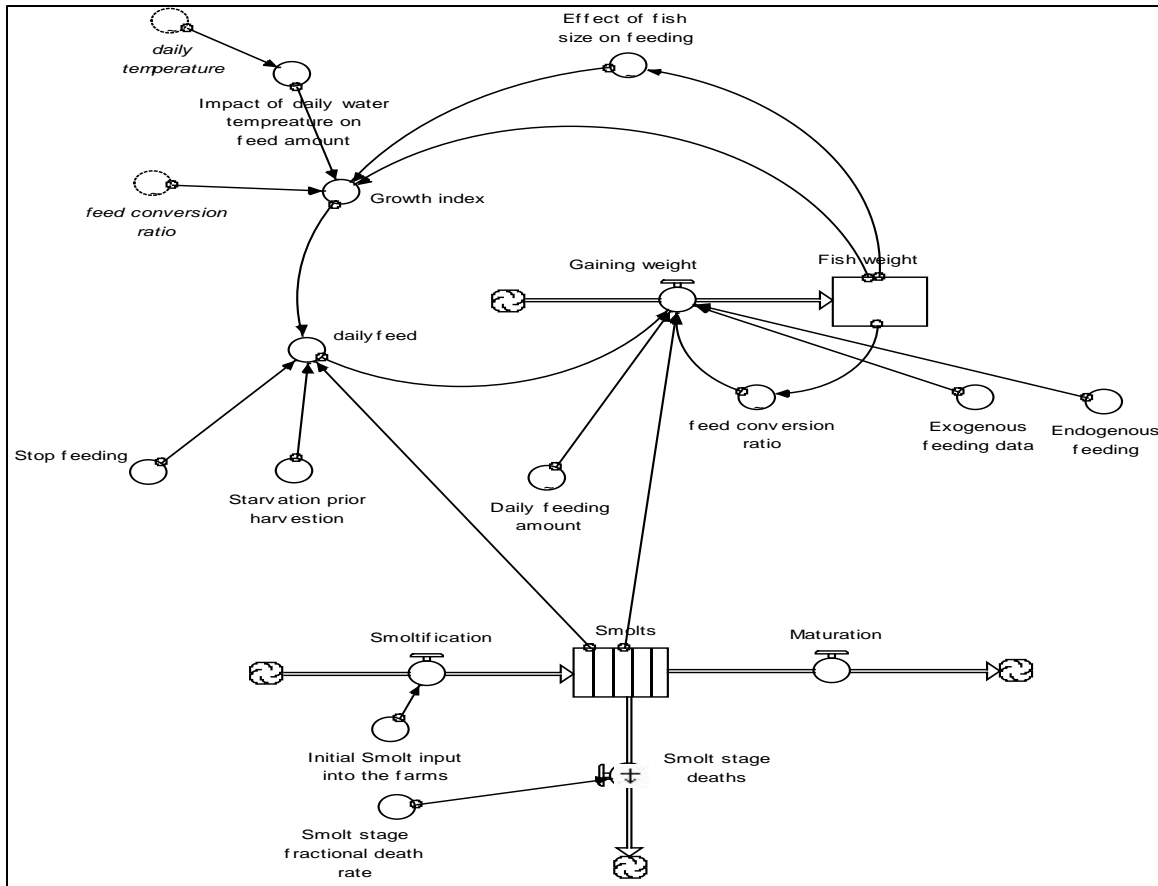 Effect of fish
size on feeding
daily
temperature
Impact of daily water
tempreature on
feed amount
feed conversion
ratio
Growth index
Gaining weight
Fish weight
daily feed
Stop feeding
Starvation prior
harvestion
Daily feeding
amount
feed conversion
ratio
Exogenous
feeding data
Endogenous
feeding
Smoltification
Smolts
Maturation
Initial Smolt input
into the farms
Smolt stage
deaths
Smolt stage
fractional death
rate